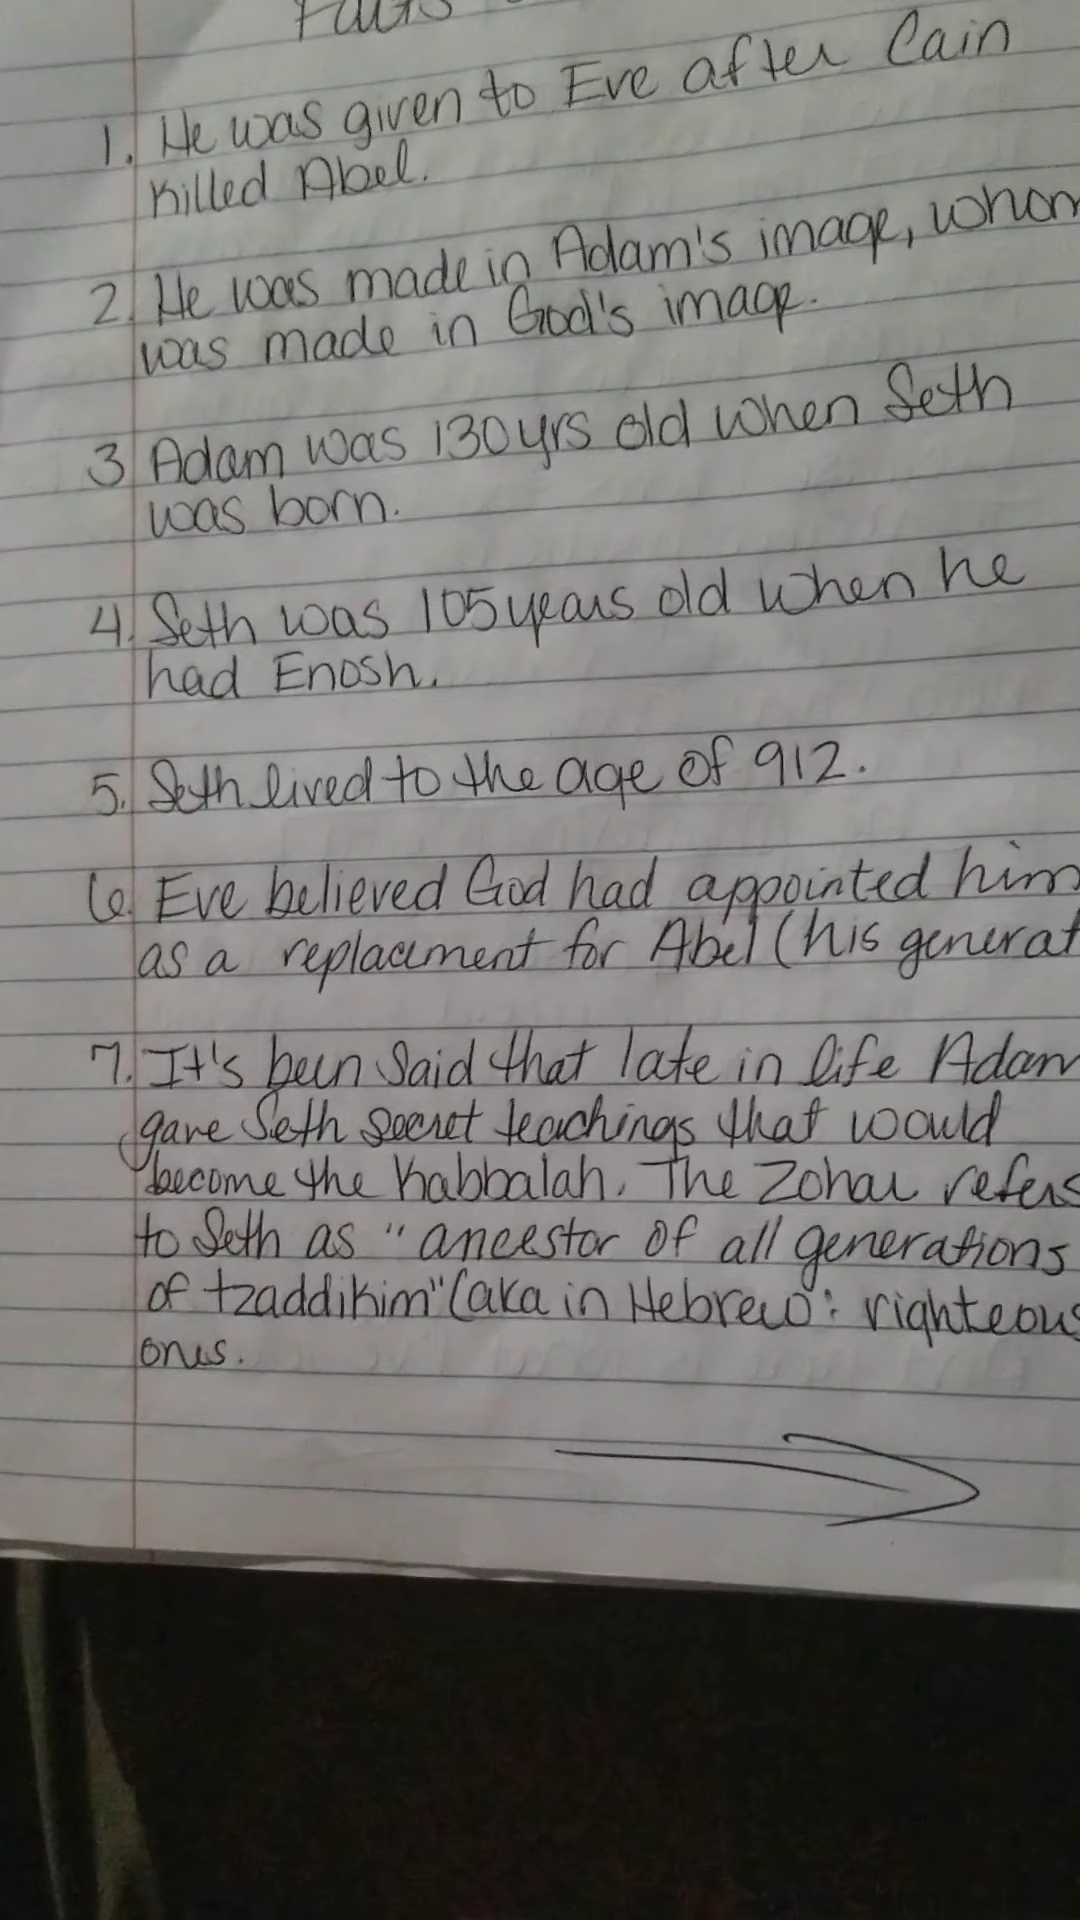 Facts
1. He was given to Eve after Cain
killed Abel.
2. He was made in Adam's image, whom
was made in God's image.
3 Adam was 130yrs old when Seth
was born.
4. Seth was 105 years old when he
had Enosh.
5. Seth lived to the age of 912.
6. Eve believed God had appointed him
as a replacement for Abel (his generat
7. It's been said that late in life Adam
gave Seth secret teachings that would
become the Kabbalah. The Zohar refers
to Seth as "ancestor of all generations
of tzaddikim" (aka in Hebrew: righteous
ones.